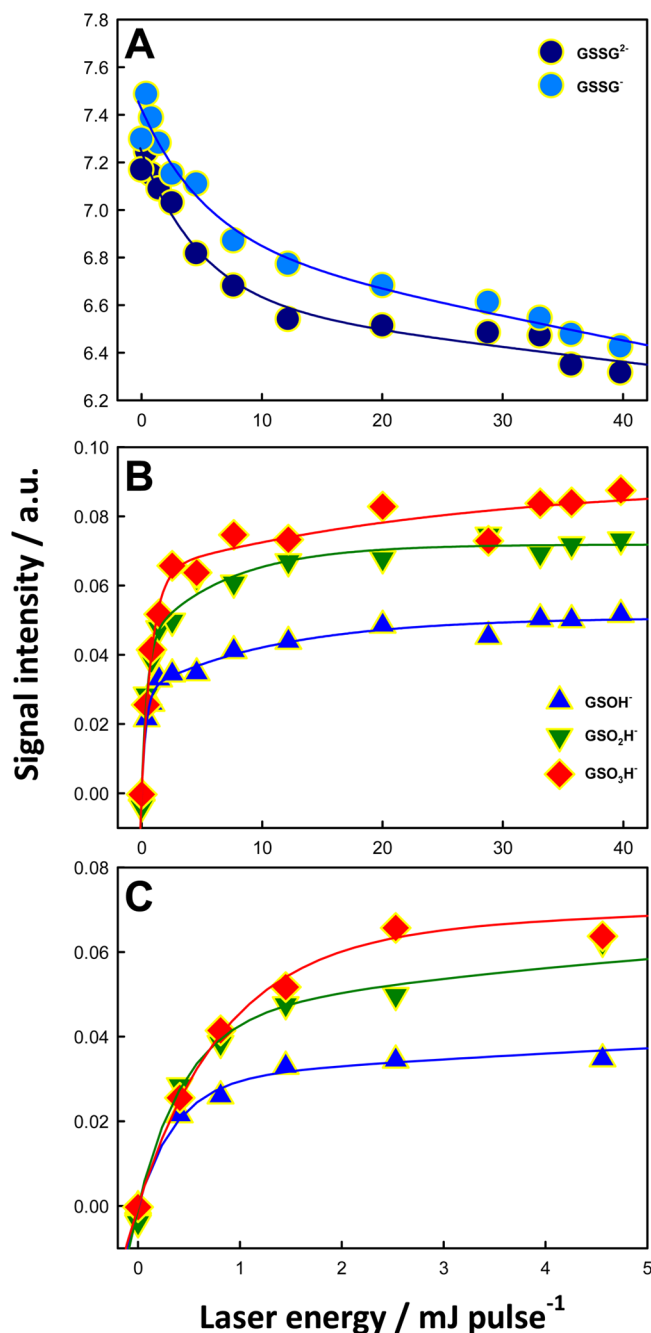 Signal intensity / a.u.
A
GSSG²⁻
GSSG⁻
7.8
7.6
7.4
7.2
7.0
6.8
6.6
6.4
6.2
0 10 20 30 40
B
0.10
0.08
0.06
0.04
0.02
0.00
GSOH⁻
GSO₂H⁻
GSO₃H⁻
0 10 20 30 40
C
0.08
0.06
0.04
0.02
0.00
0 1 2 3 4 5
Laser energy / mJ pulse⁻¹